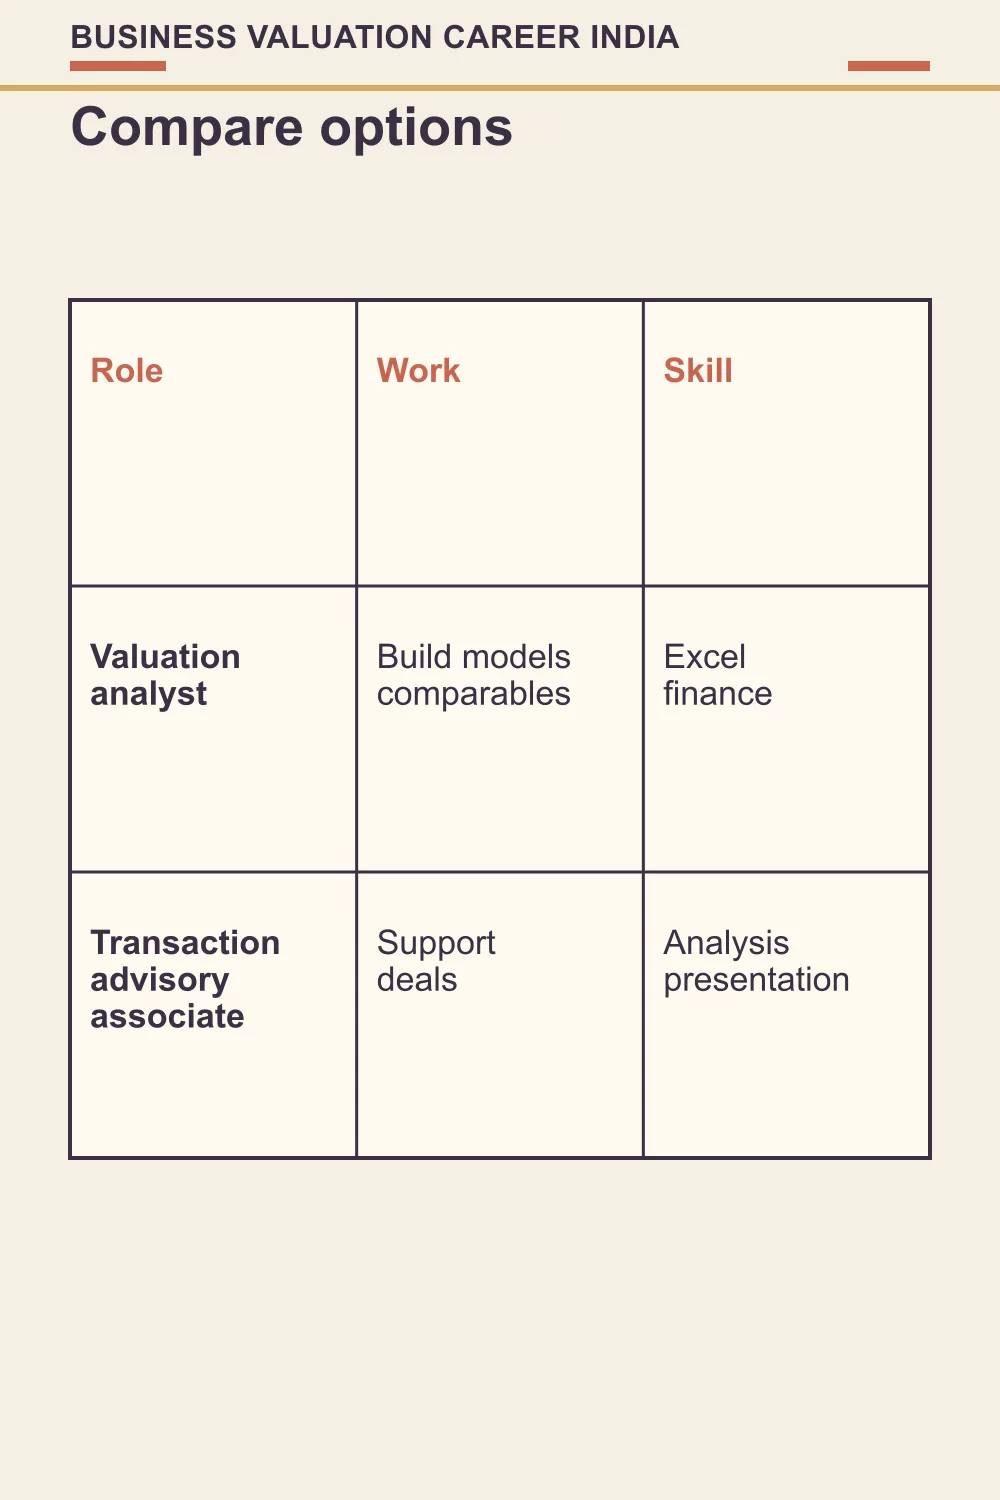 BUSINESS VALUATION CAREER INDIA
Compare options
Role
Work
Skill
Valuation
analyst
Build models
comparables
Excel
finance
Transaction
advisory
associate
Support
deals
Analysis
presentation